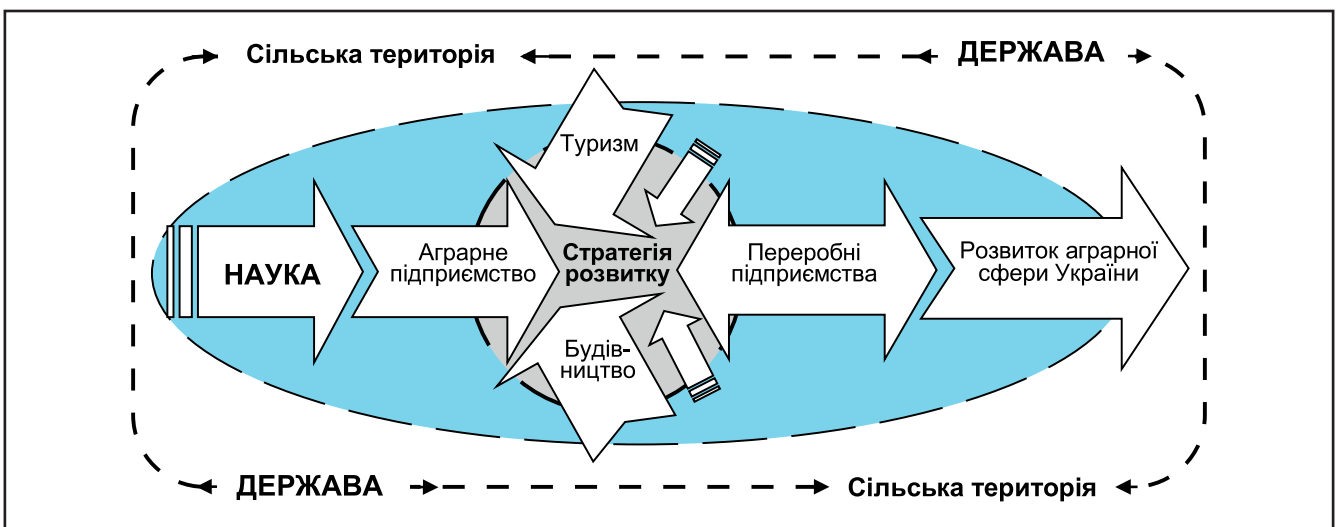 Сільська територія
ДЕРЖАВА
Туризм
НАУКА
Аграрне
підприємство
Стратегія
розвитку
Переробні
підприємства
Розвиток аграрної
сфери України
Будів-
ництво
ДЕРЖАВА
Сільська територія